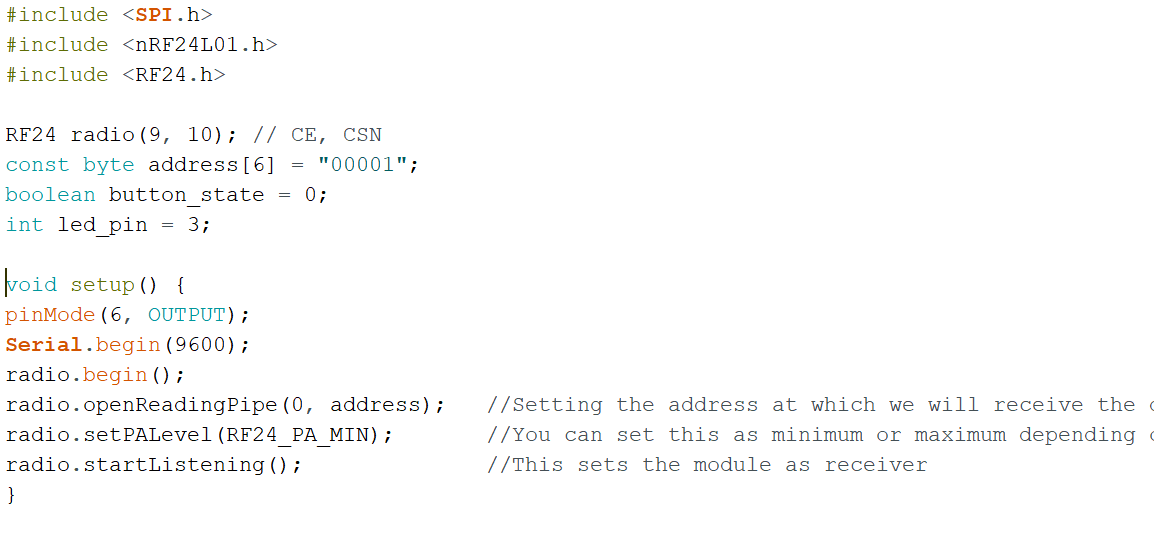 #include <SPI.h>
#include <nRF24L01.h>
#include <RF24.h>
RF24 radio(9, 10); // CE, CSN
const byte address[6] = "00001";
boolean button_state = 0;
int led_pin = 3;
void setup() {
pinMode(6, OUTPUT);
Serial.begin(9600);
radio.begin();
radio.openReadingPipe(0, address);   //Setting the address at which we will receive the
radio.setPALevel(RF24_PA_MIN);       //You can set this as minimum or maximum depending
radio.startListening();              //This sets the module as receiver
}